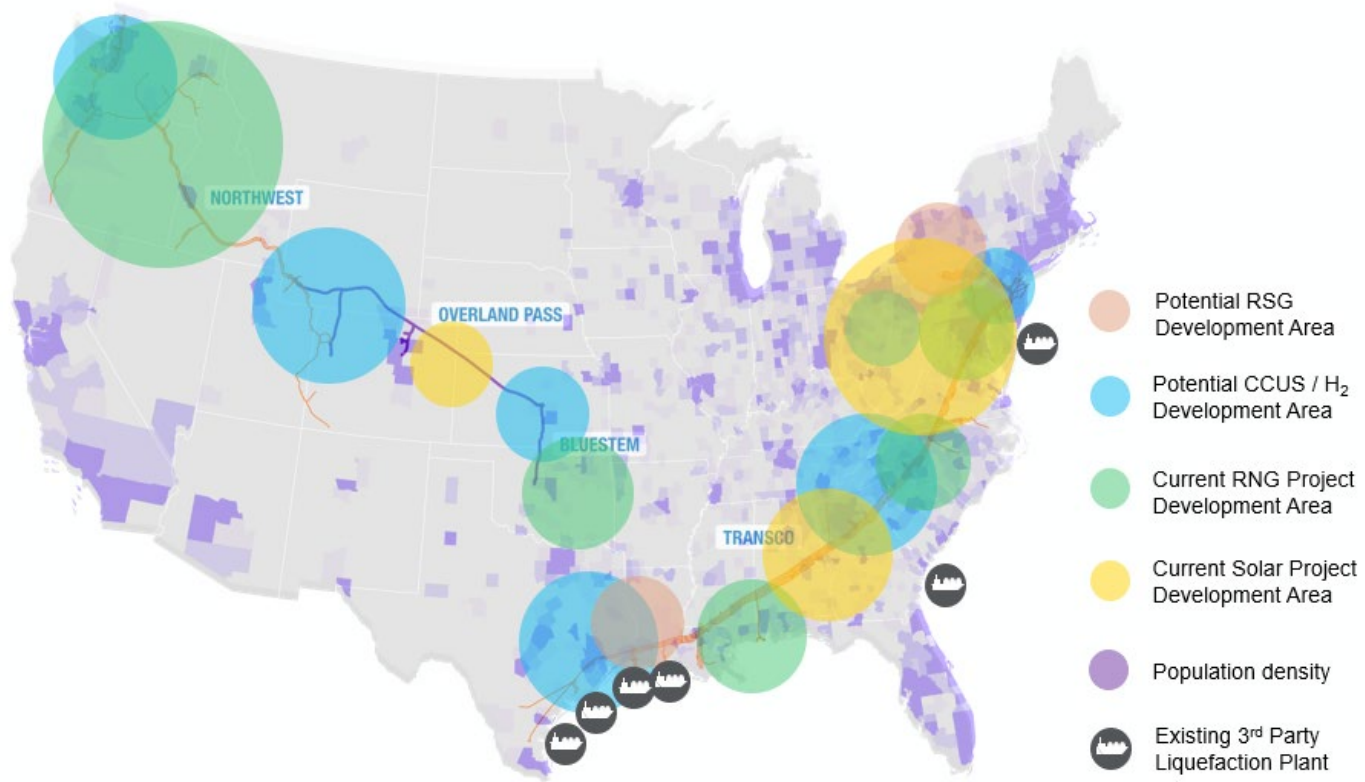 NORTHWEST
OVERLAND PASS
BLUESTEM
TRANSCO
Potential RSG
Development Area
Potential CCUS / H₂
Development Area
Current RNG Project
Development Area
Current Solar Project
Development Area
Population density
Existing 3ʳᵈ Party
Liquefaction Plant